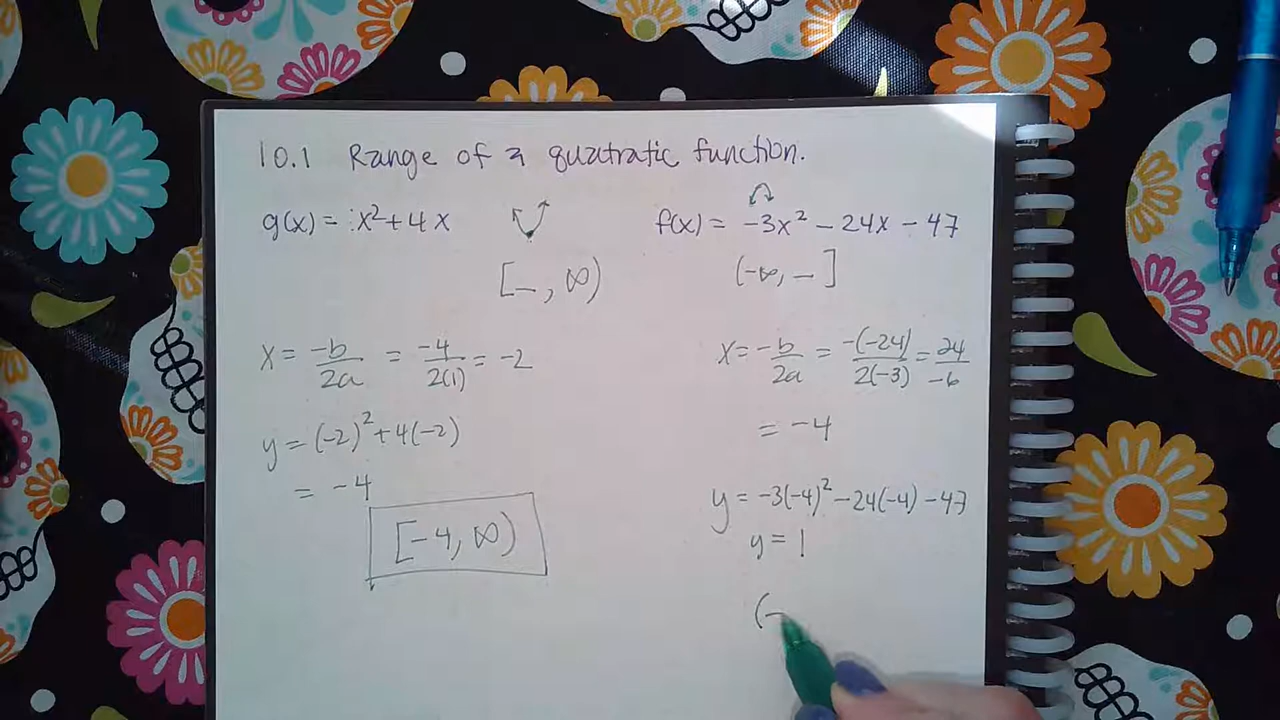 10.1 Range of a quatratic function.
g(x) = x² + 4x
[_, ∞)
x = -b/2a = -4/2(1) = -2
y = (-2)² + 4(-2)
= -4
[-4, ∞)
f(x) = -3x² - 24x - 47
(-∞, _]
x = -b/2a = -(-24)/2(-3) = 24/-6
= -4
y = -3(-4)² - 24(-4) - 47
y = 1
(-